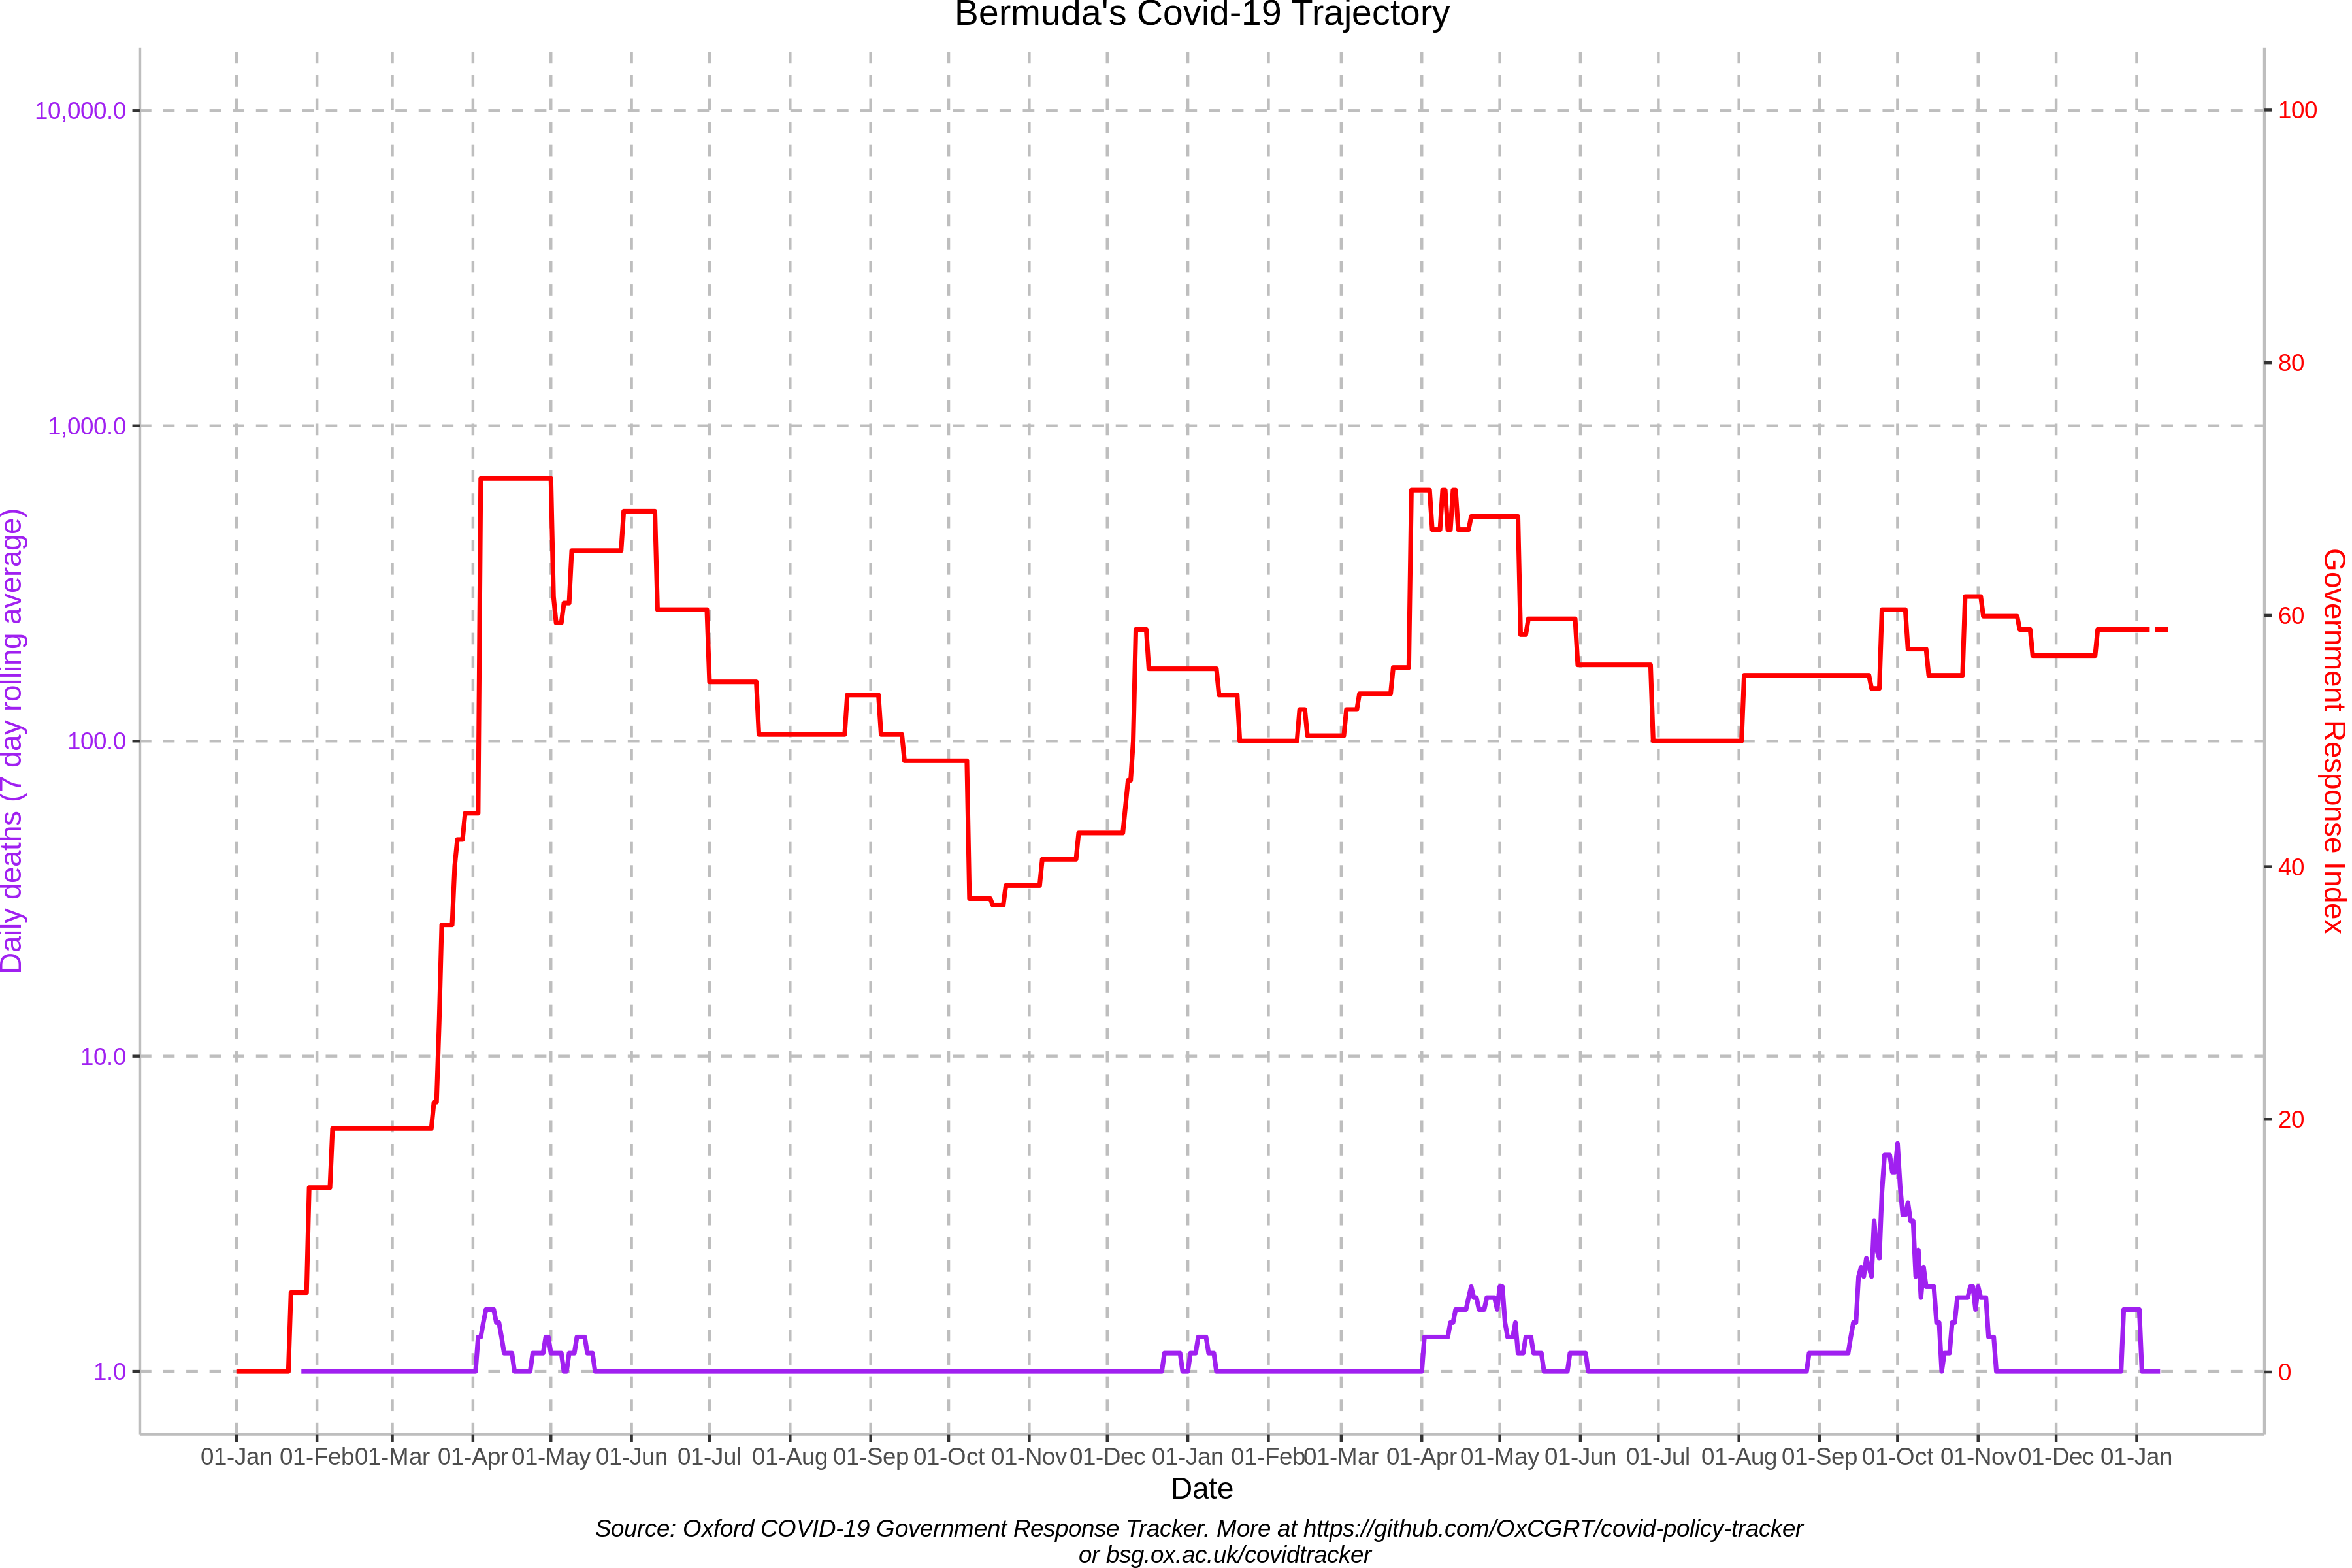 Bermuda's Covid-19 Trajectory
10,000.0
1,000.0
100.0
10.0
1.0
Daily deaths (7 day rolling average)
100
80
60
40
20
0
Government Response Index
01-Jan 01-Feb 01-Mar 01-Apr 01-May 01-Jun 01-Jul 01-Aug 01-Sep 01-Oct 01-Nov 01-Dec 01-Jan 01-Feb 01-Mar 01-Apr 01-May 01-Jun 01-Jul 01-Aug 01-Sep 01-Oct 01-Nov 01-Dec 01-Jan
Date
Source: Oxford COVID-19 Government Response Tracker. More at https://github.com/OxCGRT/covid-policy-tracker
or bsg.ox.ac.uk/covidtracker